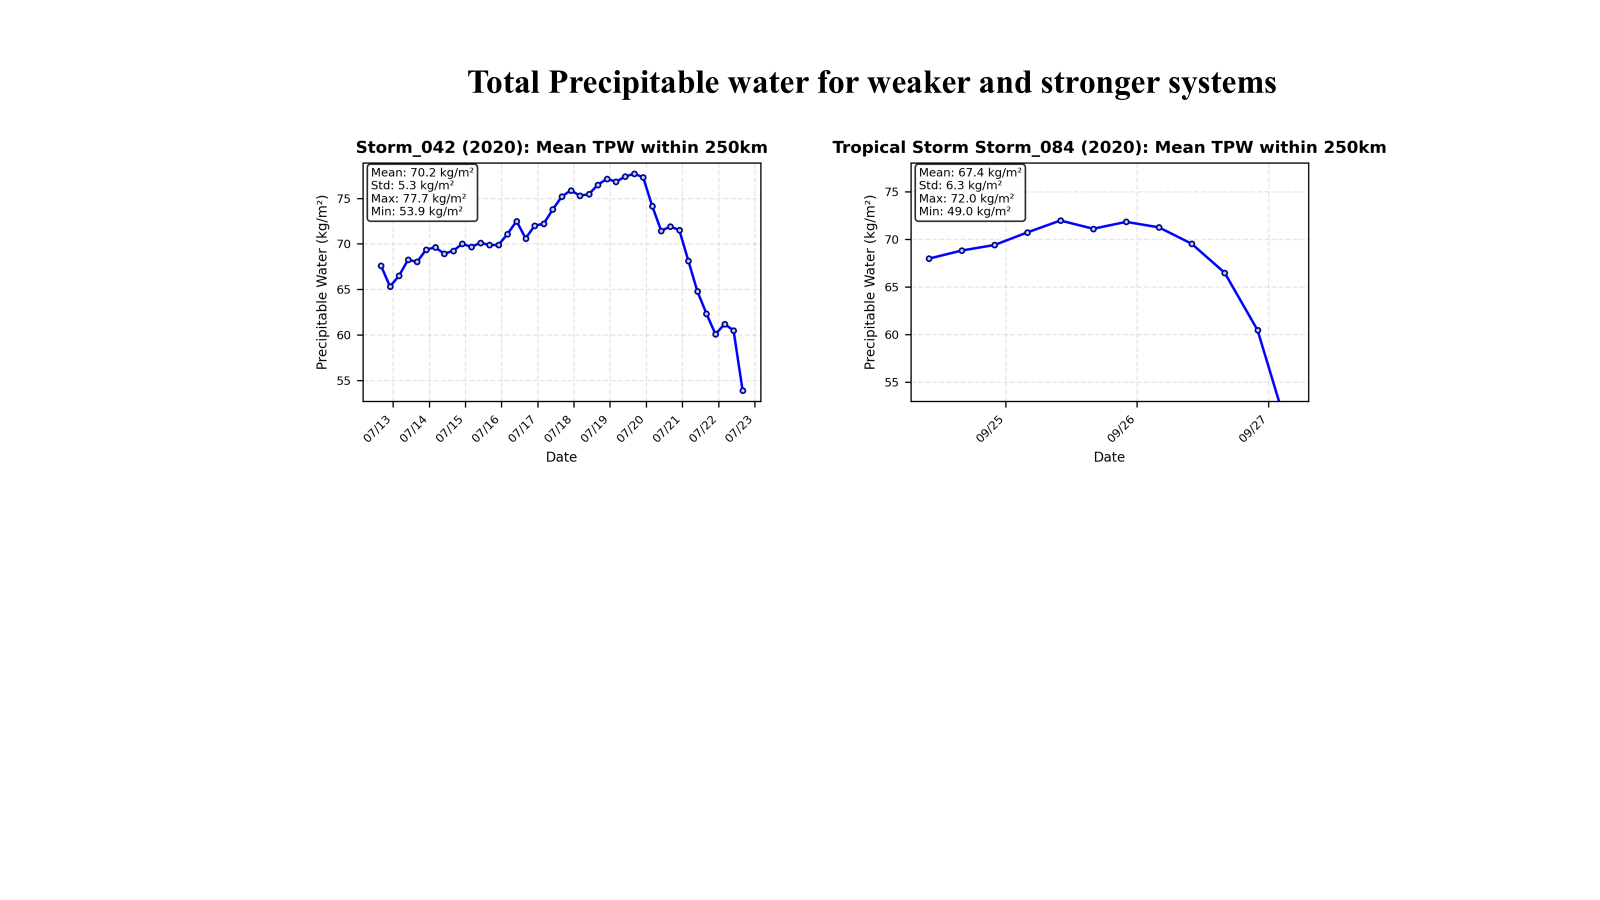 Total Precipitable water for weaker and stronger systems
Storm_042 (2020): Mean TPW within 250km
Mean: 70.2 kg/m²
Std: 5.3 kg/m²
Max: 77.7 kg/m²
Min: 53.9 kg/m²
Precipitable Water (kg/m²)
75
70
65
60
55
07/13
07/14
07/15
07/16
07/17
07/18
07/19
07/20
07/21
07/22
07/23
Date
Tropical Storm Storm_084 (2020): Mean TPW within 250km
Mean: 67.4 kg/m²
Std: 6.3 kg/m²
Max: 72.0 kg/m²
Min: 49.0 kg/m²
Precipitable Water (kg/m²)
75
70
65
60
55
09/25
09/26
09/27
Date